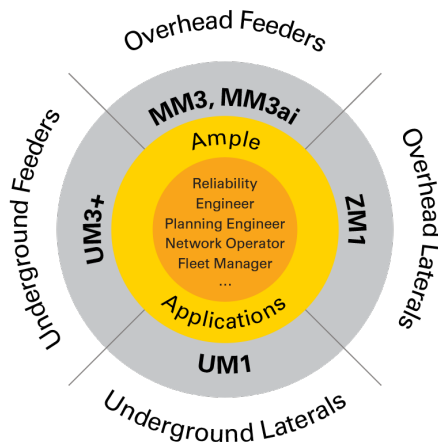 Overhead Feeders
MM3, MM3ai
Ample
Underground Feeders
UM3+
Reliability
Engineer
Planning Engineer
Network Operator
Fleet Manager
...
ZM1
Overhead Laterals
Applications
UM1
Underground Laterals